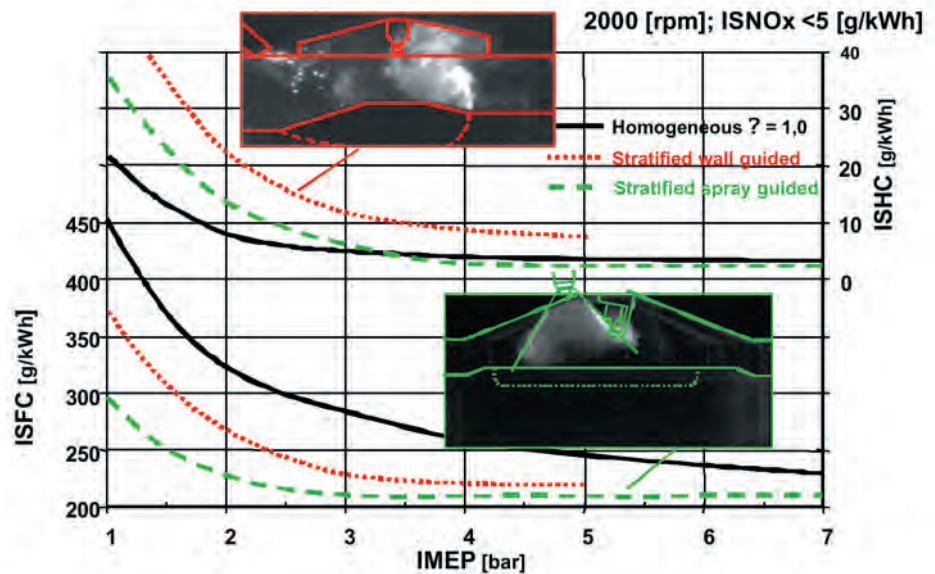 2000 [rpm]; ISNOx <5 [g/kWh]
40
30
20
10
0
ISHC [g/kWh]
Homogeneous ? = 1,0
Stratified wall guided
Stratified spray guided
450
400
350
300
250
200
ISFC [g/kWh]
1 2 3 4 5 6 7
IMEP [bar]